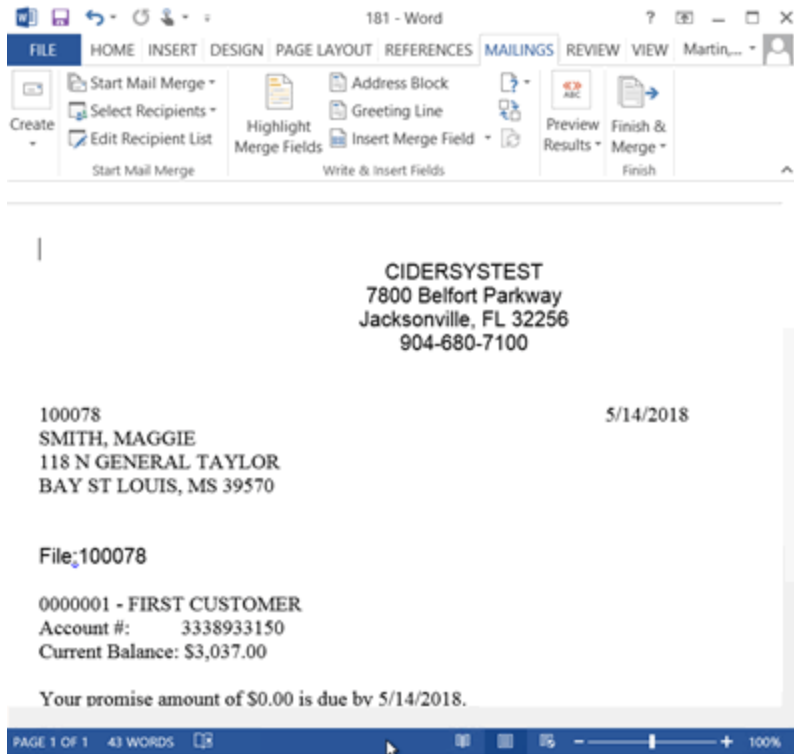 181 - Word
?
FILE HOME INSERT DESIGN PAGE LAYOUT REFERENCES MAILINGS REVIEW VIEW Martin,...
Create
Start Mail Merge
Select Recipients
Edit Recipient List
Start Mail Merge
Highlight
Merge Fields
Address Block
Greeting Line
Insert Merge Field
Write & Insert Fields
ABC
Preview
Results
Finish &
Merge
Finish
CIDERSYSTEST
7800 Belfort Parkway
Jacksonville, FL 32256
904-680-7100
100078 5/14/2018
SMITH, MAGGIE
118 N GENERAL TAYLOR
BAY ST LOUIS, MS 39570
File:100078
0000001 - FIRST CUSTOMER
Account #: 3338933150
Current Balance: $3,037.00
Your promise amount of $0.00 is due by 5/14/2018.
PAGE 1 OF 1 43 WORDS 100%